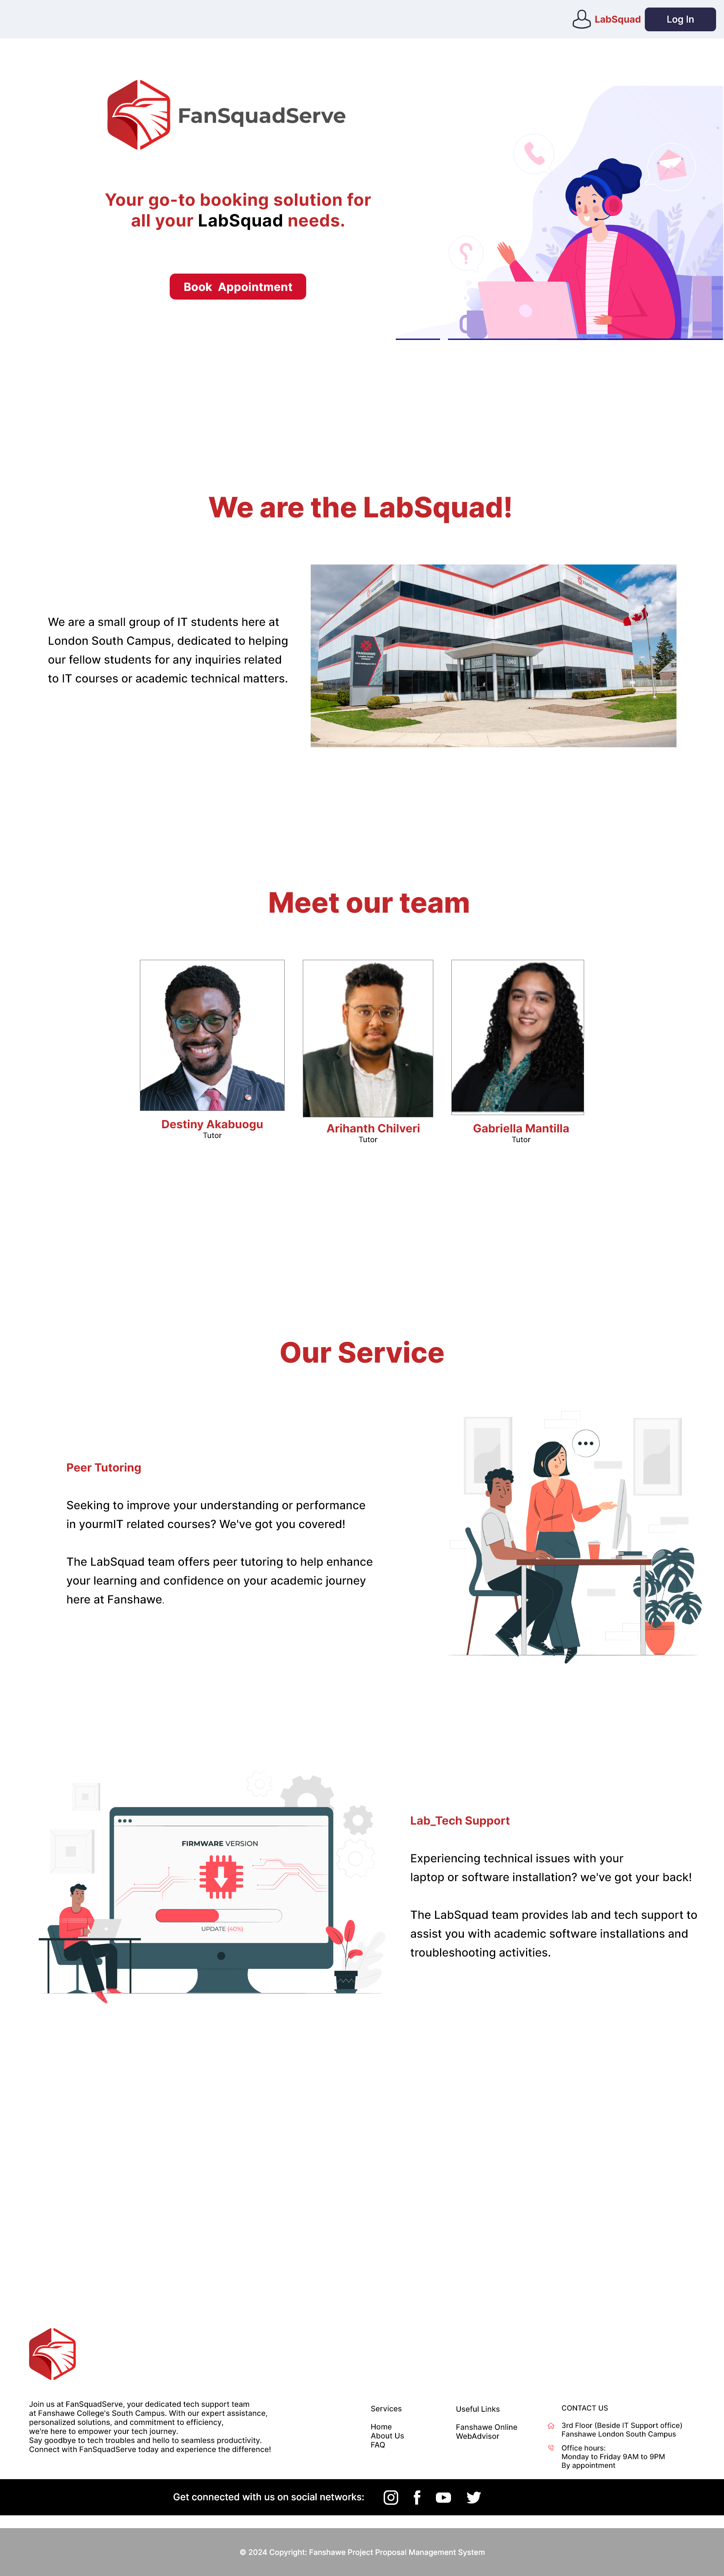 LabSquad
Log In
FanSquadServe
Your go-to booking solution for
all your LabSquad needs.
Book Appointment
We are the LabSquad!
We are a small group of IT students here at
London South Campus, dedicated to helping
our fellow students for any inquiries related
to IT courses or academic technical matters.
FANSHAWE
Meet our team
Destiny Akabuogu
Tutor
Arihanth Chilveri
Tutor
Gabriella Mantilla
Tutor
Our Service
Peer Tutoring
Seeking to improve your understanding or performance
in yourmIT related courses? We've got you covered!
The LabSquad team offers peer tutoring to help enhance
your learning and confidence on your academic journey
here at Fanshawe.
FIRMWARE VERSION
UPDATE (40%)
Lab_Tech Support
Experiencing technical issues with your
laptop or software installation? we've got your back!
The LabSquad team provides lab and tech support to
assist you with academic software installations and
troubleshooting activities.
Join us at FanSquadServe, your dedicated tech support team
at Fanshawe College's South Campus. With our expert assistance,
personalized solutions, and commitment to efficiency,
we're here to empower your tech journey.
Say goodbye to tech troubles and hello to seamless productivity.
Connect with FanSquadServe today and experience the difference!
Services
Home
About Us
FAQ
Useful Links
Fanshawe Online
WebAdvisor
CONTACT US
3rd Floor (Beside IT Support office)
Fanshawe London South Campus
Office hours:
Monday to Friday 9AM to 9PM
By appointment
Get connected with us on social networks:
© 2024 Copyright: Fanshawe Project Proposal Management System